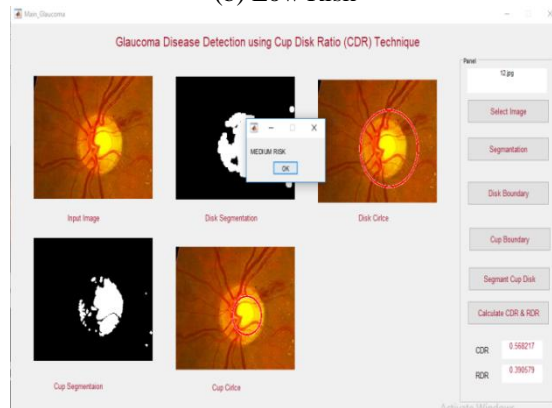 (b) Low Risk
Main_Glaucoma
Glaucoma Disease Detection using Cup Disk Ratio (CDR) Technique
Panel
12.jpg
Select Image
Segmantation
Disk Boundary
Cup Boundary
Segmant Cup Disk
Calculate CDR & RDR
CDR 0.568217
RDR 0.390579
MEDIUM RISK
OK
Input Image
Disk Segmentation
Disk Cirlce
Cup Segmentaion
Cup Cirlce
Activate Windows